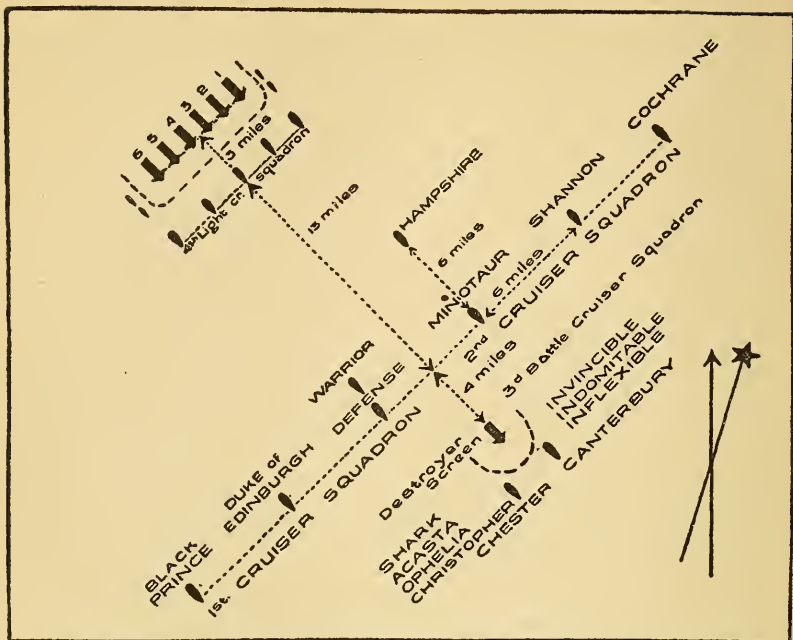 6 5 4 3 2
3 miles
4th Light Cr. Squadron
13 miles
HAMPSHIRE
6 miles
MINOTAUR
6 miles
SHANNON
COCHRANE
2nd CRUISER SQUADRON
4 miles
3d Battle Cruiser Squadron
INVINCIBLE
INDOMITABLE
INFLEXIBLE
CANTERBURY
WARRIOR
DEFENSE
DUKE of
EDINBURGH
BLACK
PRINCE
1st. CRUISER SQUADRON
Destroyer
Screen
SHARK
ACASTA
OPHELIA
CHRISTOPHER
CHESTER